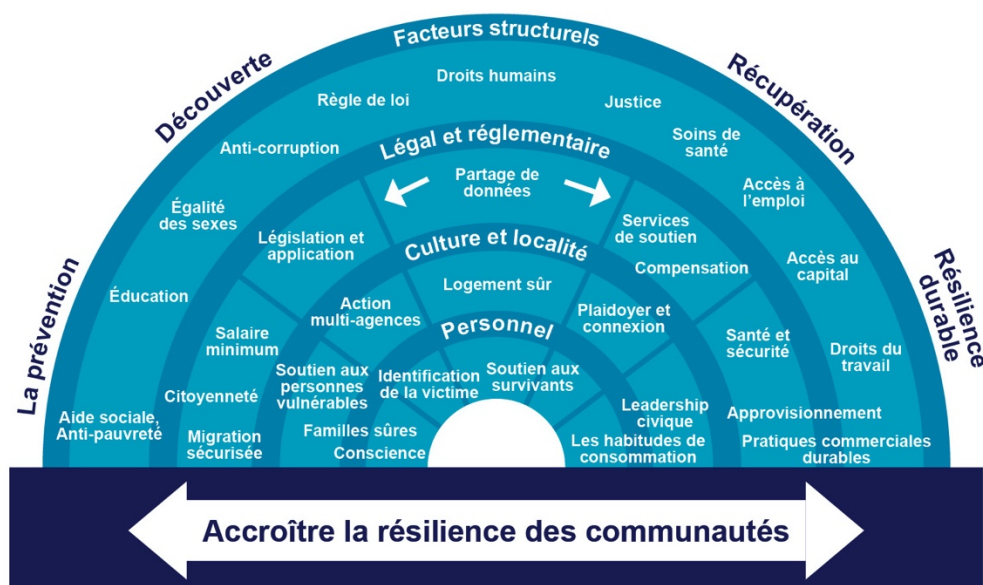 La prévention
Découverte
Récupération
Résilience
durable
Facteurs structurels
Droits humains
Règle de loi
Justice
Anti-corruption
Soins de
santé
Égalité
des sexes
Accès à
l'emploi
Éducation
Accès au
capital
Aide sociale,
Anti-pauvreté
Droits du
travail
Légal et réglementaire
Partage de
données
Législation et
application
Services
de soutien
Compensation
Salaire
minimum
Santé et
sécurité
Citoyenneté
Approvisionnement
Migration
sécurisée
Pratiques commerciales
durables
Culture et localité
Logement sûr
Action
multi-agences
Plaidoyer et
connexion
Soutien aux
personnes
vulnérables
Leadership
civique
Familles sûres
Personnel
Identification
de la victime
Soutien aux
survivants
Conscience
Les habitudes de
consommation
Accroître la résilience des communautés